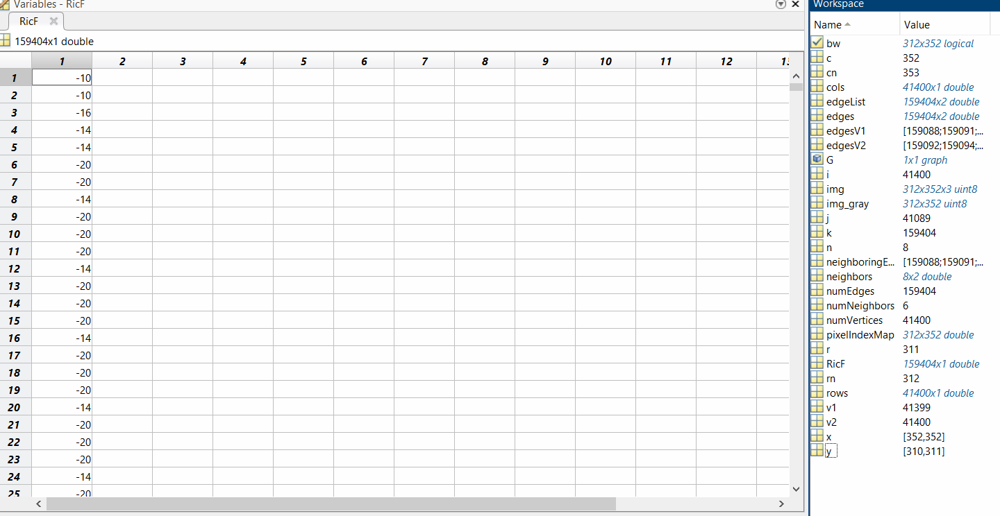 Variables - RicF
RicF
159404x1 double
1 2 3 4 5 6 7 8 9 10 11 12
1 -10
2 -10
3 -16
4 -14
5 -14
6 -20
7 -20
8 -14
9 -20
10 -20
11 -20
12 -14
13 -20
14 -20
15 -20
16 -14
17 -20
18 -20
19 -20
20 -14
21 -20
22 -20
23 -20
24 -14
25 -20
Workspace
Name Value
bw 312x352 logical
c 352
cn 353
cols 41400x1 double
edgeList 159404x2 double
edges 159404x2 double
edgesV1 [159088;159091;...
edgesV2 [159092;159094;...
G 1x1 graph
i 41400
img 312x352x3 uint8
img_gray 312x352 uint8
j 41089
k 159404
n 8
neighboringE... [159088;159091;...
neighbors 8x2 double
numEdges 159404
numNeighbors 6
numVertices 41400
pixelIndexMap 312x352 double
r 311
RicF 159404x1 double
rn 312
rows 41400x1 double
v1 41399
v2 41400
x [352,352]
y [310,311]